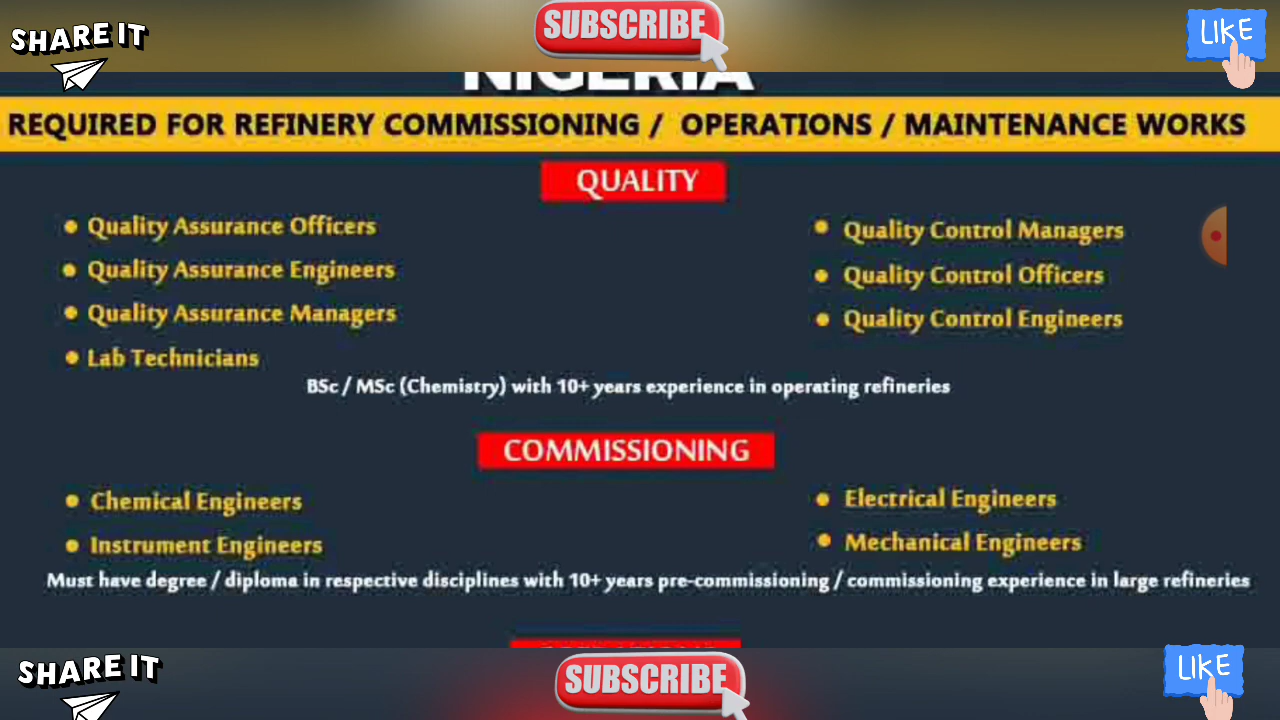 SHARE IT
SUBSCRIBE
LIKE
NIGERIA
REQUIRED FOR REFINERY COMMISSIONING / OPERATIONS / MAINTENANCE WORKS
QUALITY
• Quality Assurance Officers
• Quality Assurance Engineers
• Quality Assurance Managers
• Lab Technicians
• Quality Control Managers
• Quality Control Officers
• Quality Control Engineers
BSc / MSc (Chemistry) with 10+ years experience in operating refineries
COMMISSIONING
• Chemical Engineers
• Instrument Engineers
• Electrical Engineers
• Mechanical Engineers
Must have degree / diploma in respective disciplines with 10+ years pre-commissioning / commissioning experience in large refineries
SHARE IT
SUBSCRIBE
LIKE